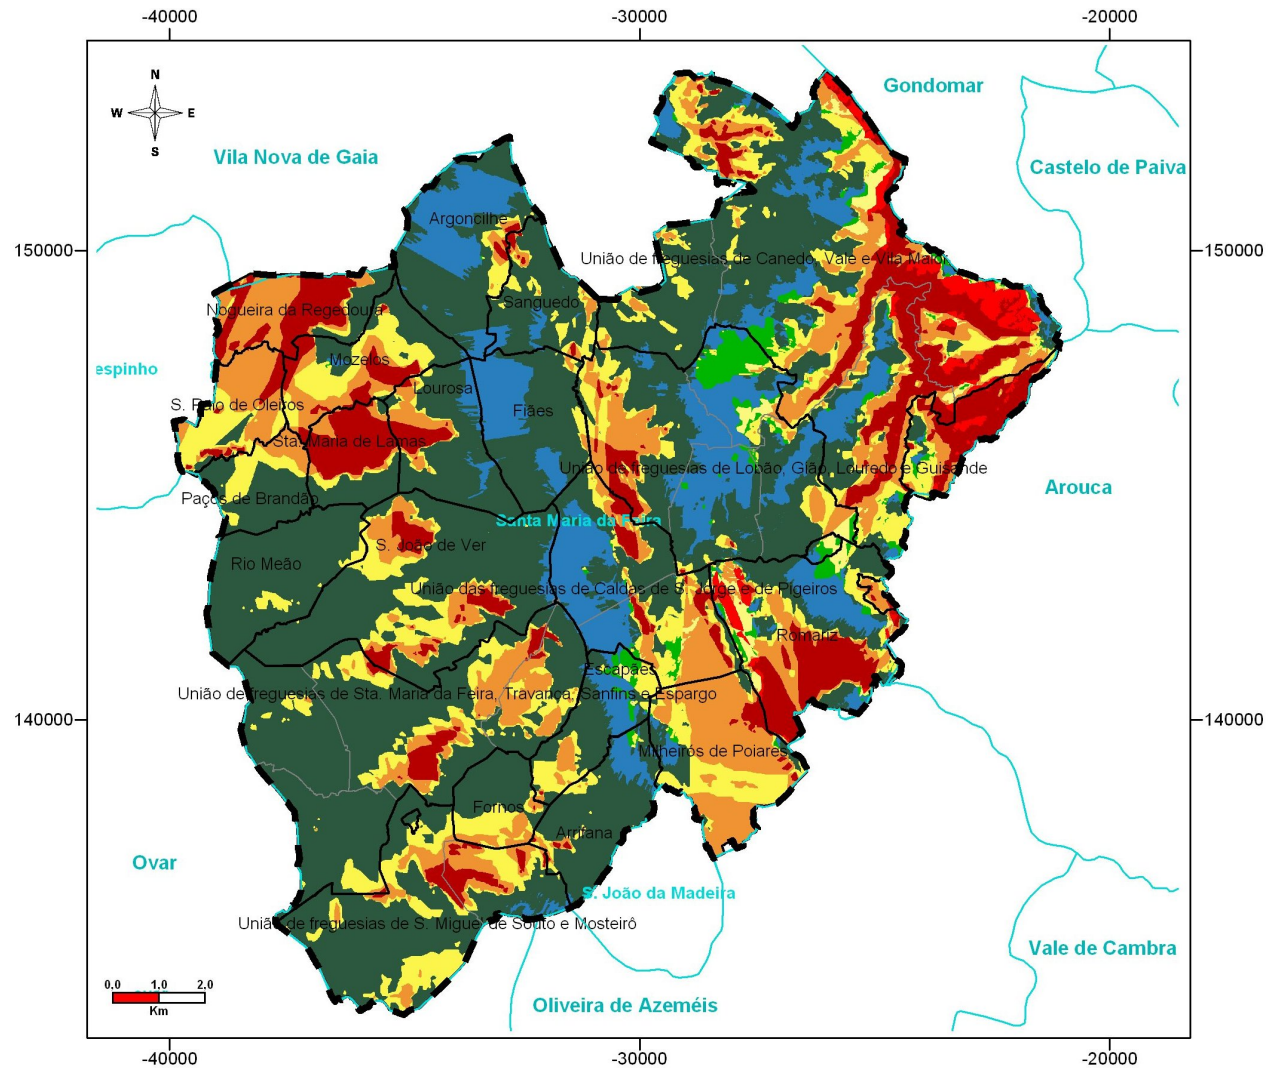 -40000
-30000
-20000
Gondomar
N
W E
S
Vila Nova de Gaia
Castelo de Paiva
Argoncilhe
150000
150000
União de freguesias de Canedo, Vale e Vila Maior
Sanguedo
Nogueira da Regedoura
Mozelos
espinho
Lourosa
Fiães
S. Paio de Oleiros
Sta. Maria de Lamas
União de freguesias de Lobão, Gião, Louredo e Guisande
Arouca
Paços de Brandão
Santa Maria da Feira
S. João de Ver
Rio Meão
União das freguesias de Caldas de S. Jorge e de Pigeiros
Romariz
Escapães
União de freguesias de Sta. Maria da Feira, Travanca, Sanfins e Espargo
140000
140000
Milheirós de Poiares
Fornos
Arrifana
Ovar
S. João da Madeira
União de freguesias de S. Miguel de Souto e Mosteirô
Vale de Cambra
0,0 1,0 2,0
Km
Oliveira de Azeméis
-40000
-30000
-20000